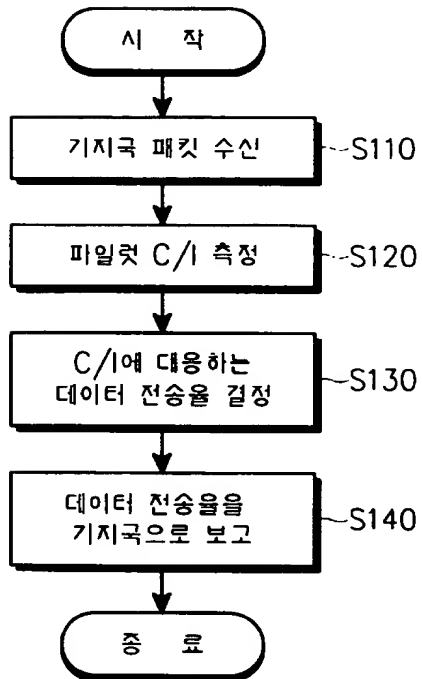 시 작
기지국 패킷 수신
S110
파일럿 C/I 측정
S120
C/I에 대응하는
데이터 전송율 결정
S130
데이터 전송율을
기지국으로 보고
S140
종 료